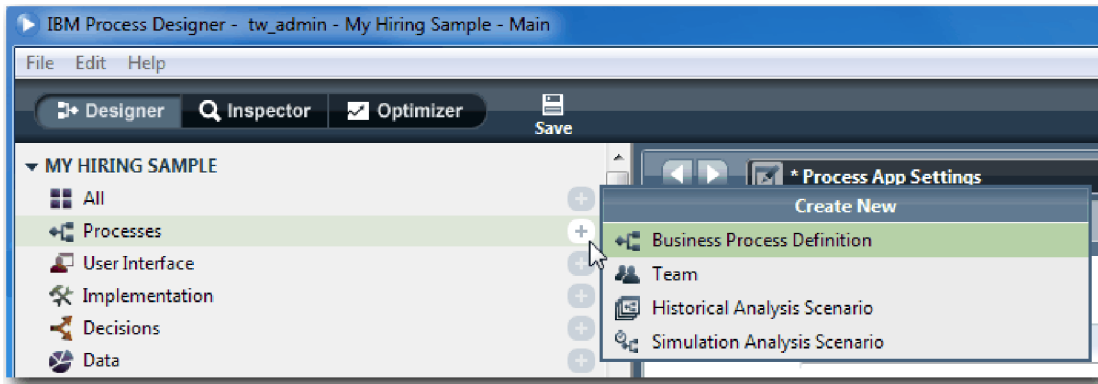 IBM Process Designer - tw_admin - My Hiring Sample - Main
File Edit Help
Designer Inspector Optimizer Save
MY HIRING SAMPLE
* Process App Settings
All
Create New
Processes
Business Process Definition
User Interface
Team
Implementation
Historical Analysis Scenario
Decisions
Simulation Analysis Scenario
Data